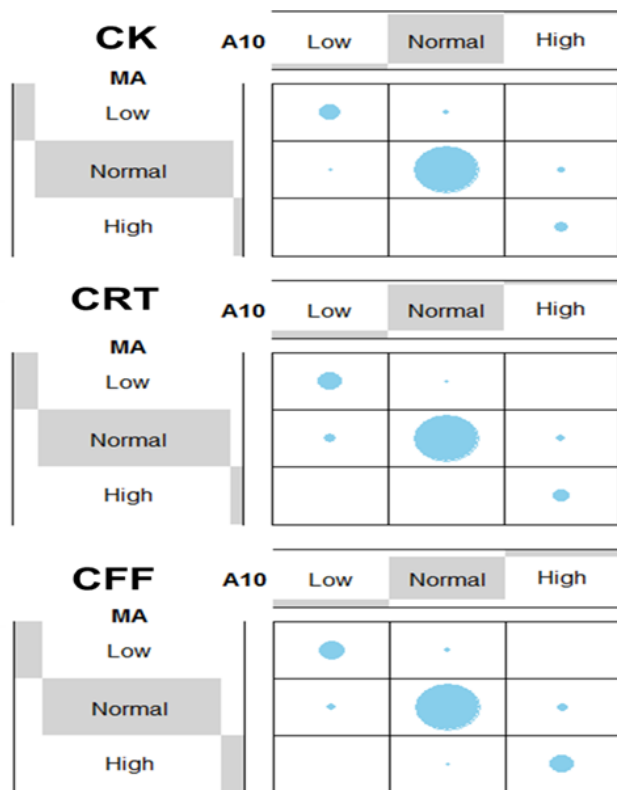 CK A10 Low Normal High
MA
Low
Normal
High
CRT A10 Low Normal High
MA
Low
Normal
High
CFF A10 Low Normal High
MA
Low
Normal
High